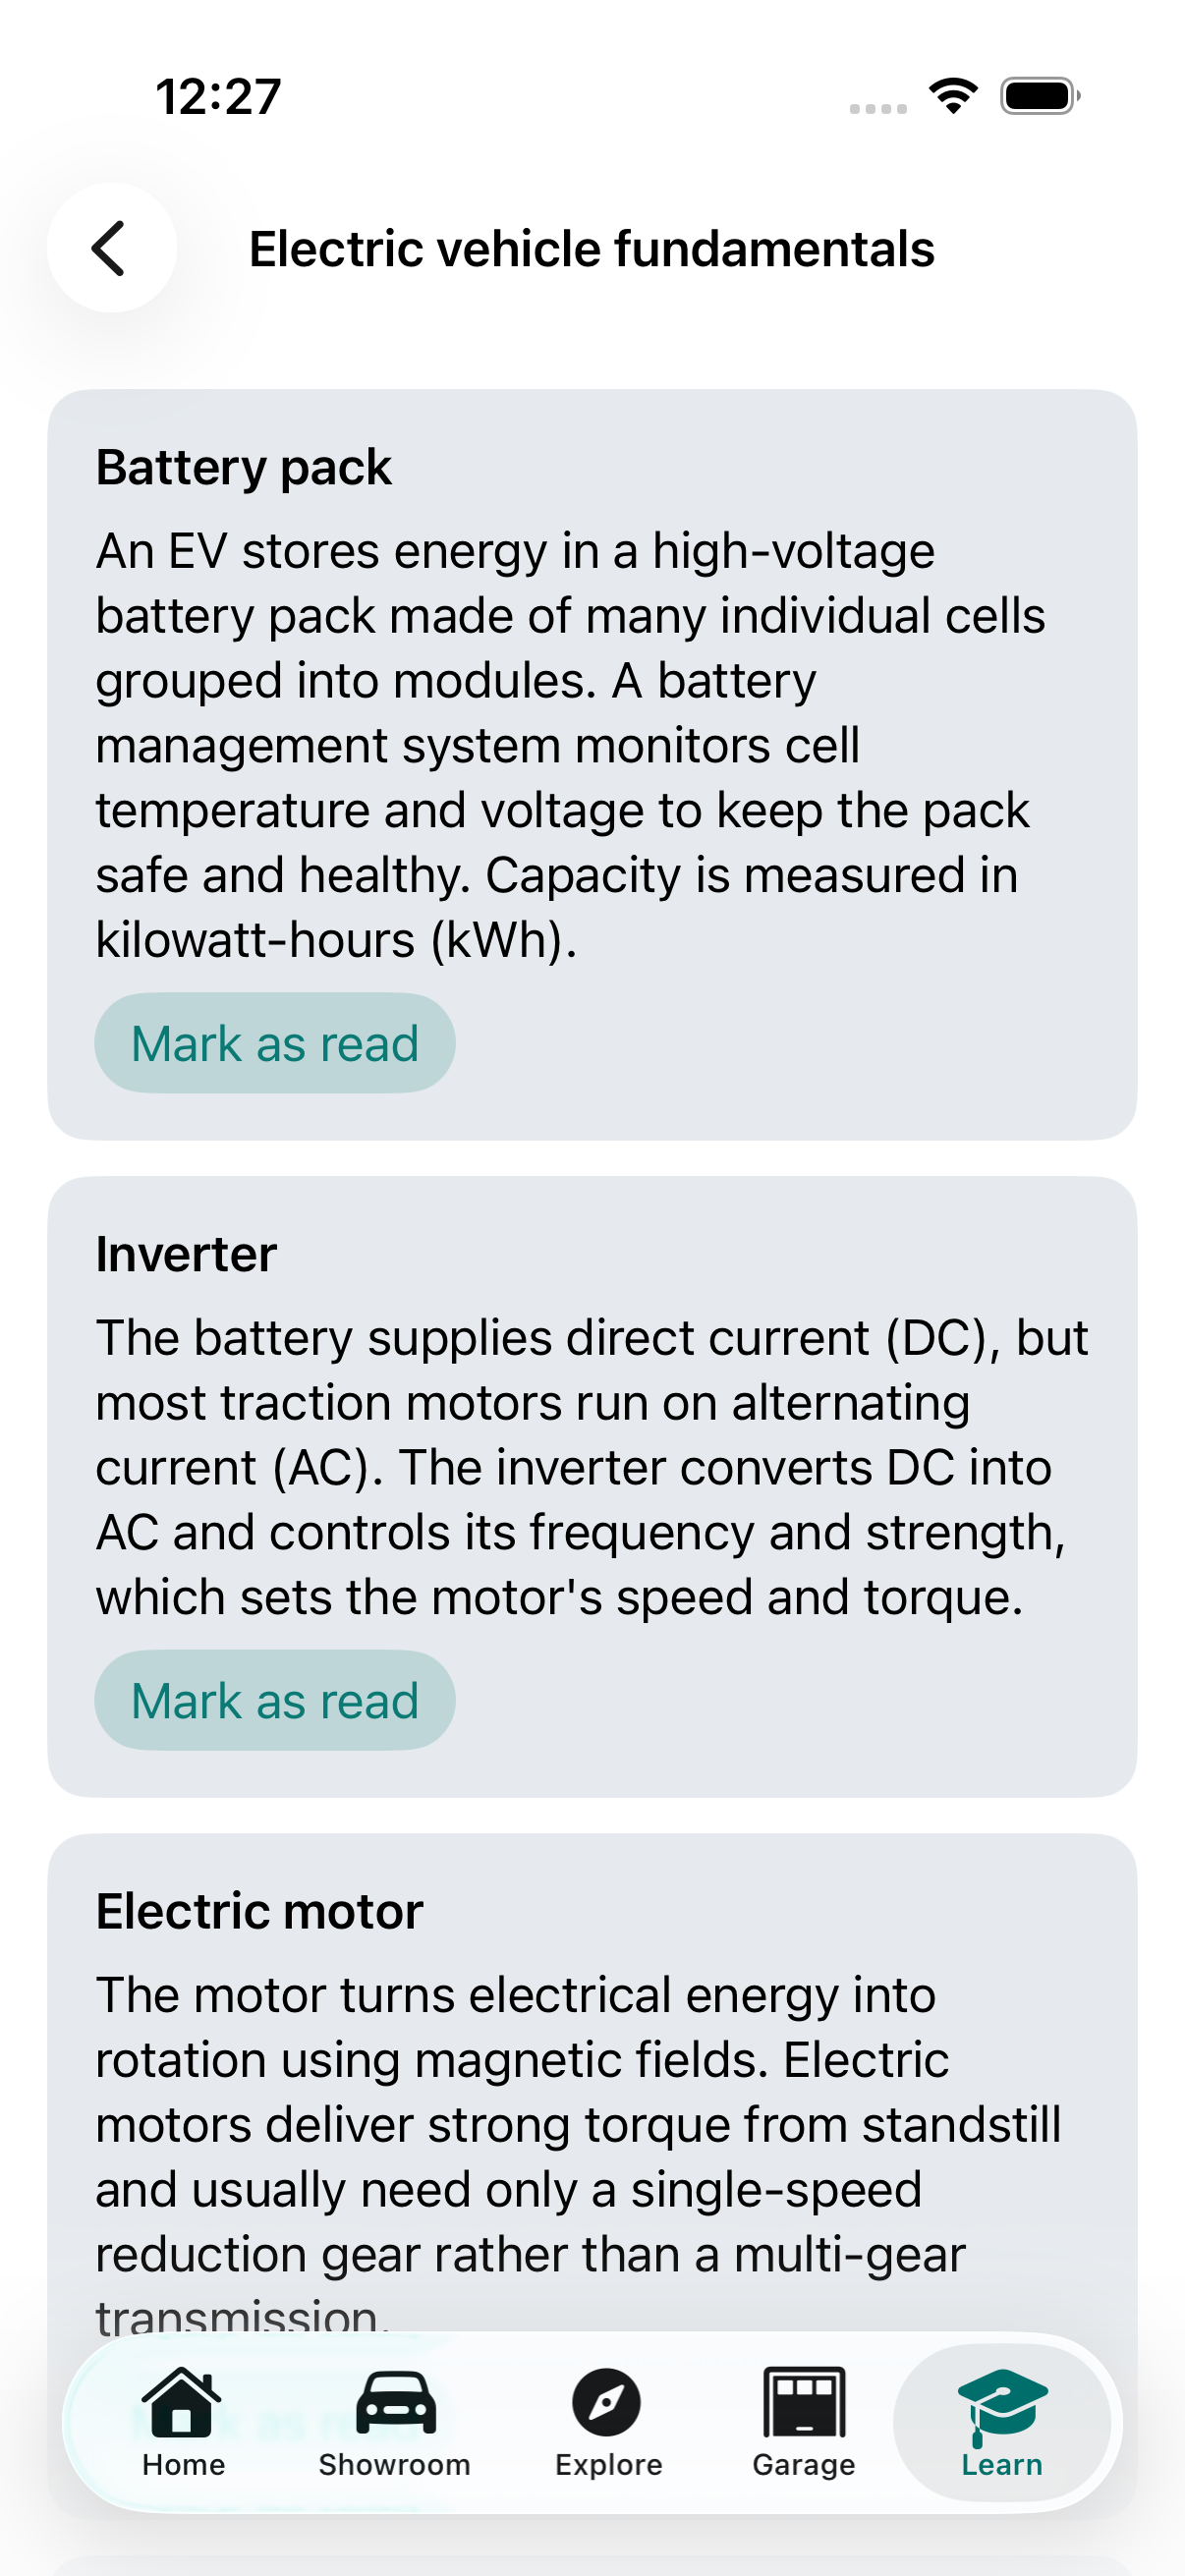 12:27
Electric vehicle fundamentals
Battery pack
An EV stores energy in a high-voltage
battery pack made of many individual cells
grouped into modules. A battery
management system monitors cell
temperature and voltage to keep the pack
safe and healthy. Capacity is measured in
kilowatt-hours (kWh).
Mark as read
Inverter
The battery supplies direct current (DC), but
most traction motors run on alternating
current (AC). The inverter converts DC into
AC and controls its frequency and strength,
which sets the motor's speed and torque.
Mark as read
Electric motor
The motor turns electrical energy into
rotation using magnetic fields. Electric
motors deliver strong torque from standstill
and usually need only a single-speed
reduction gear rather than a multi-gear
transmission.
Home
Showroom
Explore
Garage
Learn